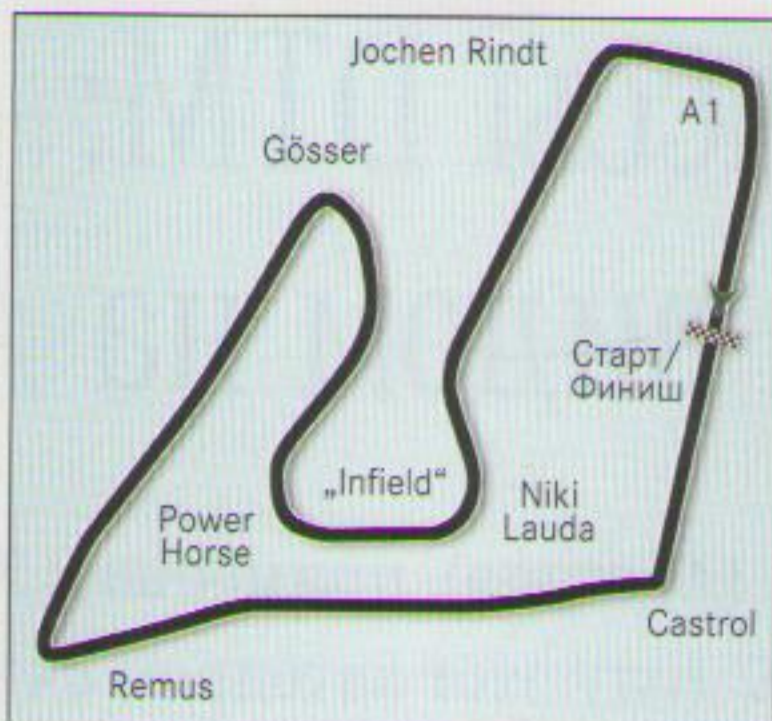 Jochen Rindt
A1
Gösser
Старт/
Финиш
„Infield“
Niki
Lauda
Power
Horse
Castrol
Remus